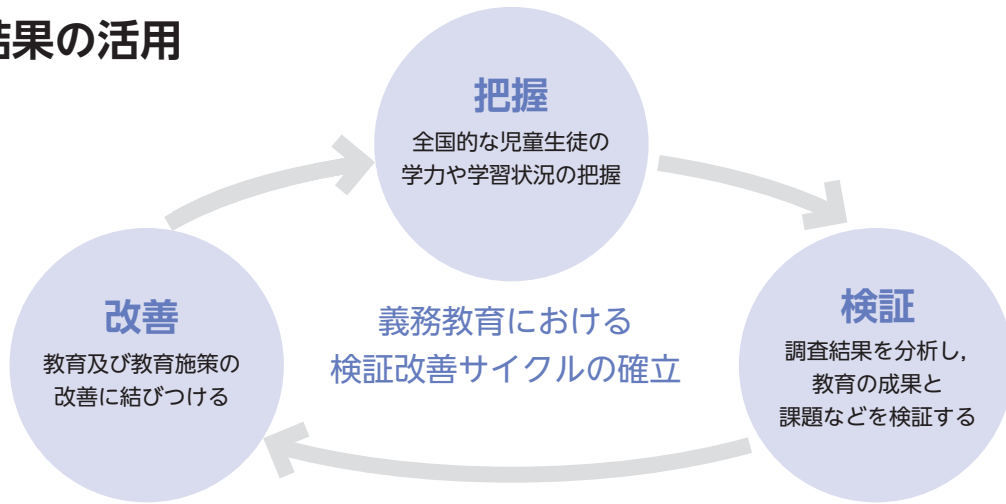 果の活用
把握
全国的な児童生徒の
学力や学習状況の把握
改善
教育及び教育施策の
改善に結びつける
義務教育における
検証改善サイクルの確立
検証
調査結果を分析し,
教育の成果と
課題などを検証する